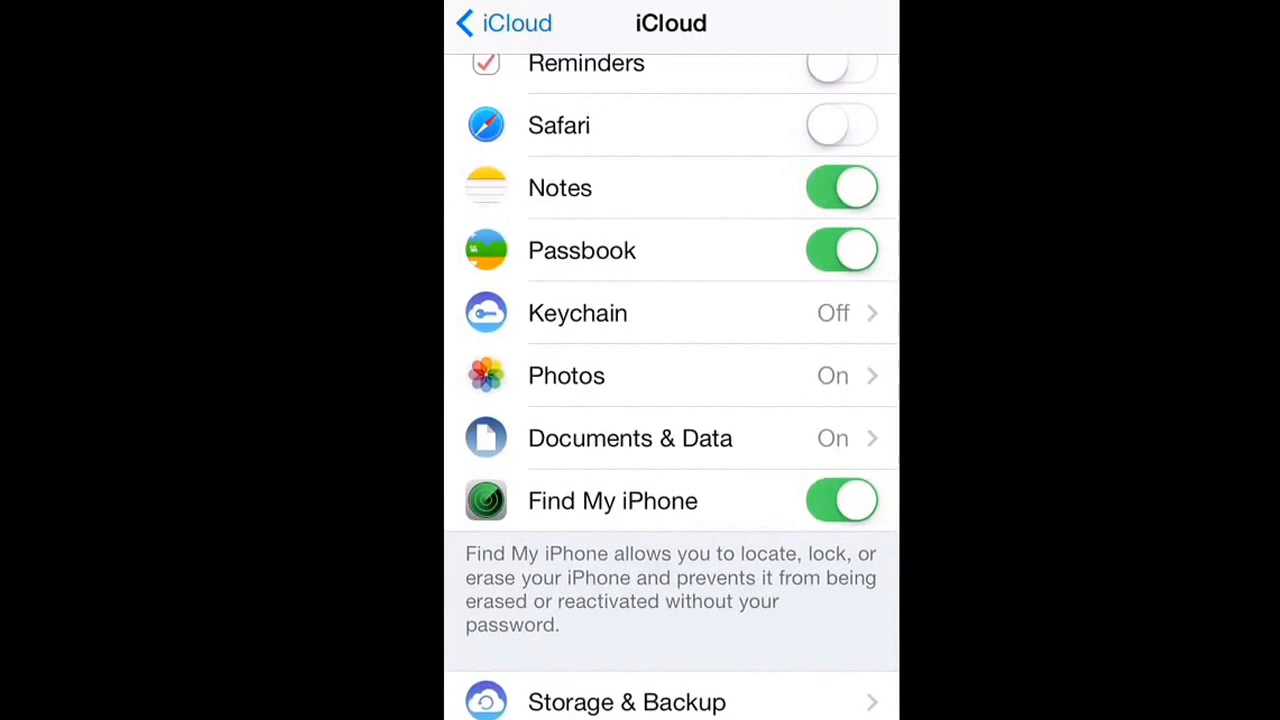 iCloud iCloud
Reminders
Safari
Notes
Passbook
Keychain Off
Photos On
Documents & Data On
Find My iPhone
Find My iPhone allows you to locate, lock, or
erase your iPhone and prevents it from being
erased or reactivated without your
password.
Storage & Backup